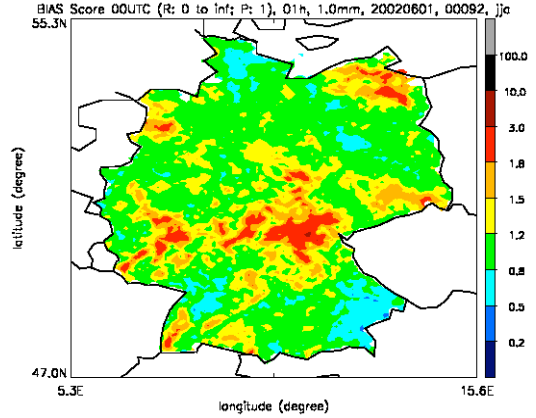 BIAS Score 00UTC (R: 0 to inf; P: 1), 01h, 1.0mm, 20020601, 00092, jja
55.3N
100.0
10.0
3.0
1.8
1.5
1.2
0.8
0.5
0.2
latitude (degree)
47.0N
5.3E
15.6E
longitude (degree)